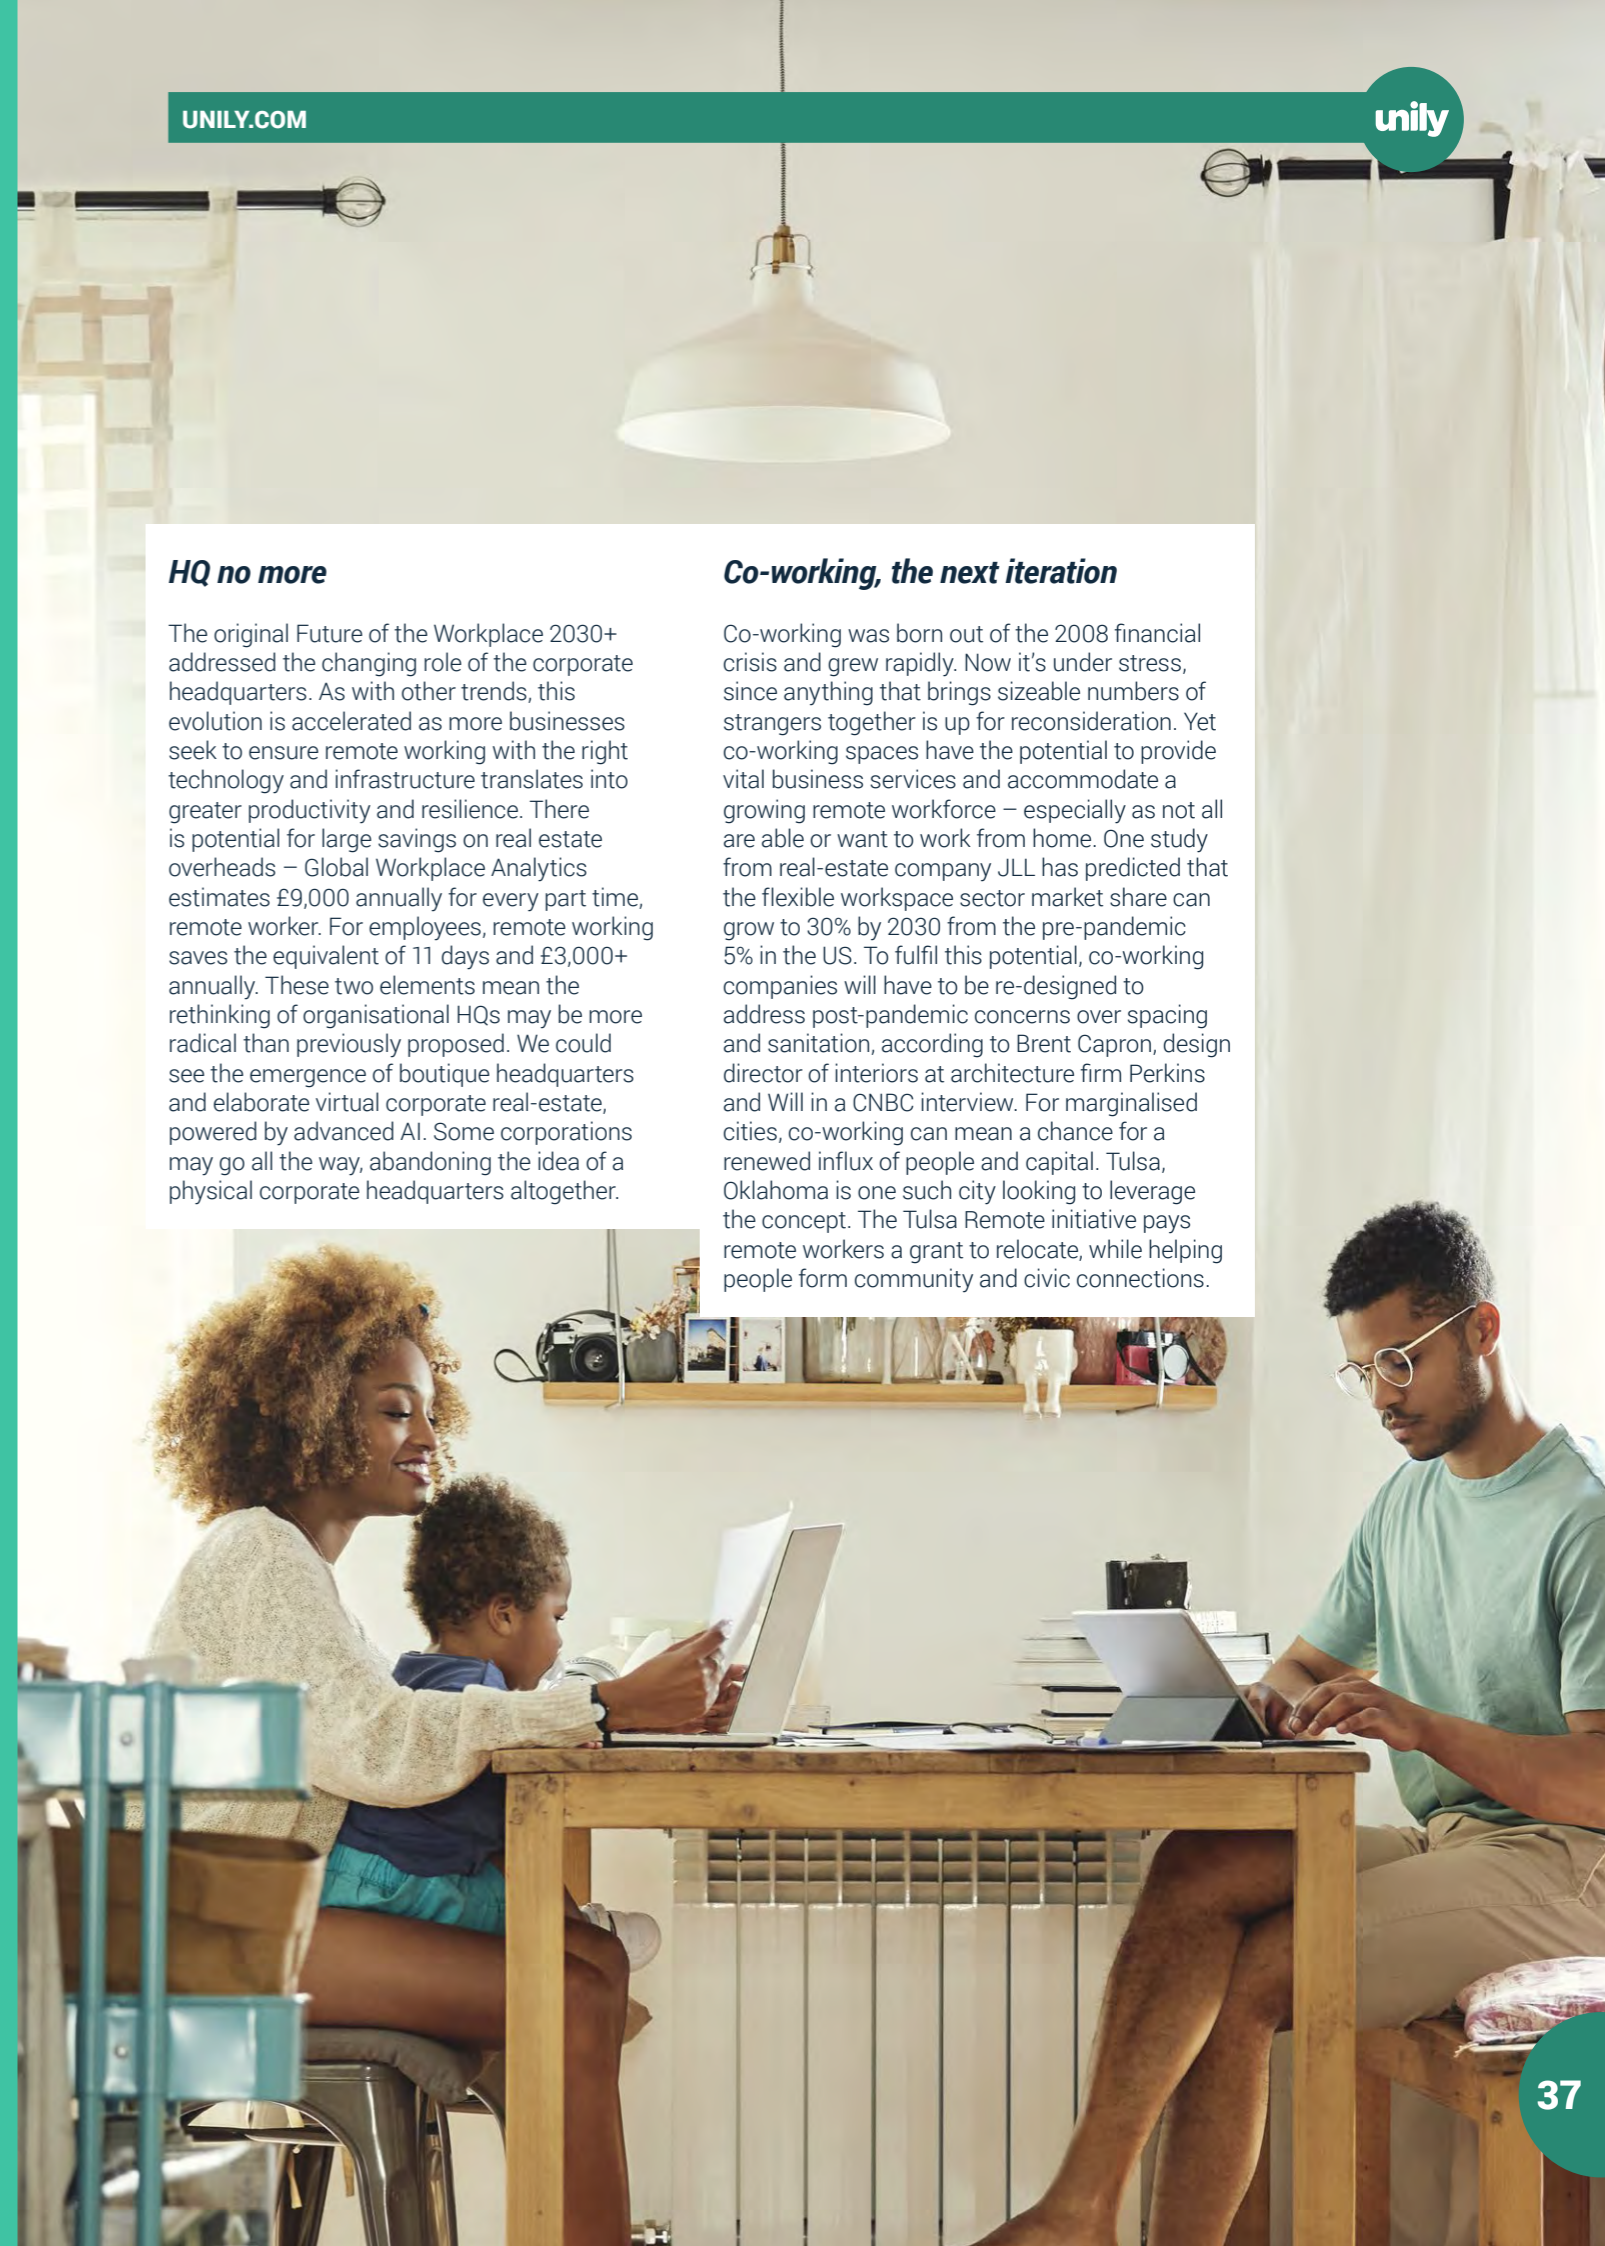 UNILY.COM
unily
HQ no more
The original Future of the Workplace 2030+
addressed the changing role of the corporate
headquarters. As with other trends, this
evolution is accelerated as more businesses
seek to ensure remote working with the right
technology and infrastructure translates into
greater productivity and resilience. There
is potential for large savings on real estate
overheads – Global Workplace Analytics
estimates £9,000 annually for every part time,
remote worker. For employees, remote working
saves the equivalent of 11 days and £3,000+
annually. These two elements mean the
rethinking of organisational HQs may be more
radical than previously proposed. We could
see the emergence of boutique headquarters
and elaborate virtual corporate real-estate,
powered by advanced AI. Some corporations
may go all the way, abandoning the idea of a
physical corporate headquarters altogether.
Co-working, the next iteration
Co-working was born out of the 2008 financial
crisis and grew rapidly. Now it's under stress,
since anything that brings sizeable numbers of
strangers together is up for reconsideration. Yet
co-working spaces have the potential to provide
vital business services and accommodate a
growing remote workforce – especially as not all
are able or want to work from home. One study
from real-estate company JLL has predicted that
the flexible workspace sector market share can
grow to 30% by 2030 from the pre-pandemic
5% in the US. To fulfil this potential, co-working
companies will have to be re-designed to
address post-pandemic concerns over spacing
and sanitation, according to Brent Capron, design
director of interiors at architecture firm Perkins
and Will in a CNBC interview. For marginalised
cities, co-working can mean a chance for a
renewed influx of people and capital. Tulsa,
Oklahoma is one such city looking to leverage
the concept. The Tulsa Remote initiative pays
remote workers a grant to relocate, while helping
people form community and civic connections.
37